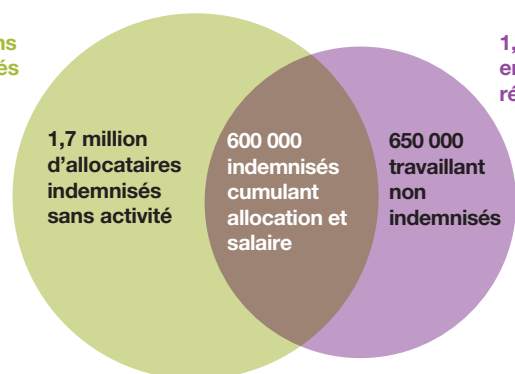 1,7 million
d'allocataires
indemnisés
sans activité
600 000
indemnisés
cumulant
allocation et
salaire
650 000
travaillant
non
indemnisés